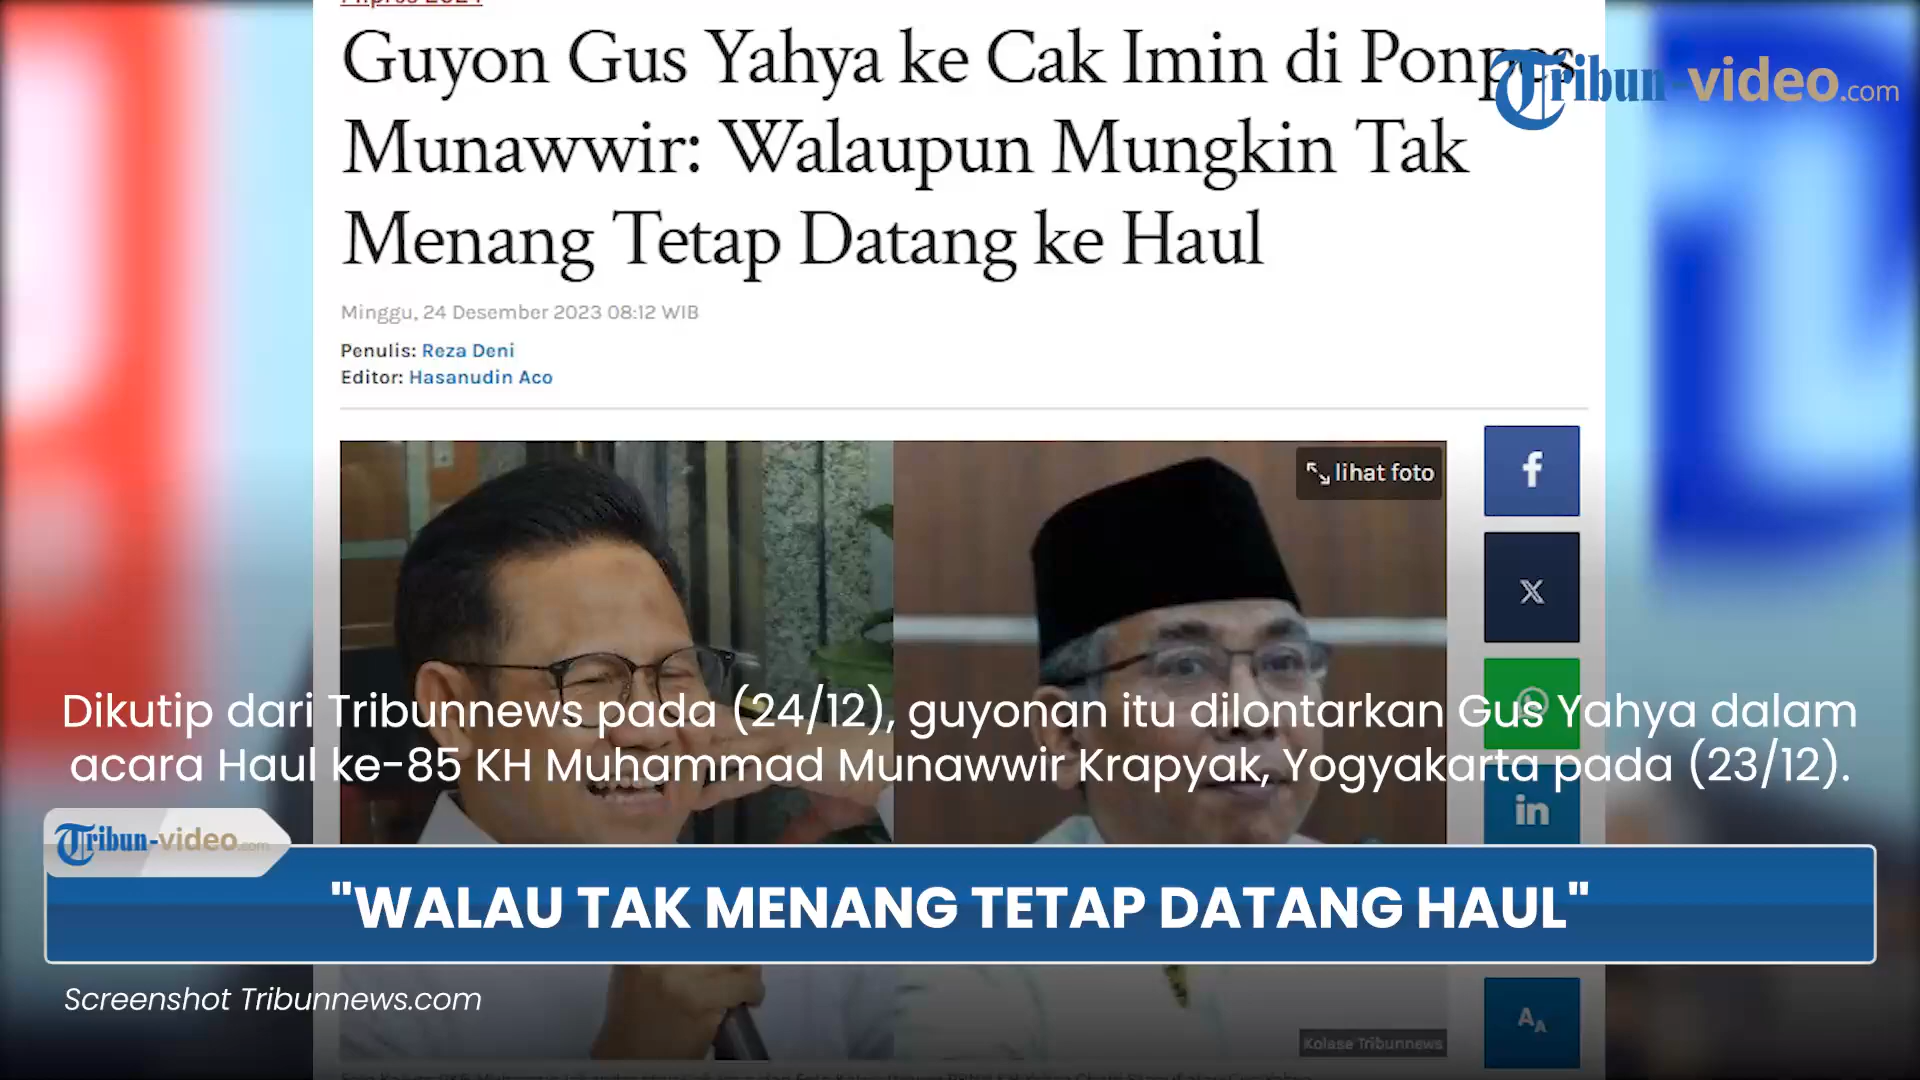 Pilpres 2024
Guyon Gus Yahya ke Cak Imin di Ponpes
Munawwir: Walaupun Mungkin Tak
Menang Tetap Datang ke Haul
Tribun-video.com
Minggu, 24 Desember 2023 08:12 WIB
Penulis: Reza Deni
Editor: Hasanudin Aco
lihat foto
Dikutip dari Tribunnews pada (24/12), guyonan itu dilontarkan Gus Yahya dalam
acara Haul ke-85 KH Muhammad Munawwir Krapyak, Yogyakarta pada (23/12).
Tribun-video.com
"WALAU TAK MENANG TETAP DATANG HAUL"
Screenshot Tribunnews.com
Kolase Tribunnews
AA